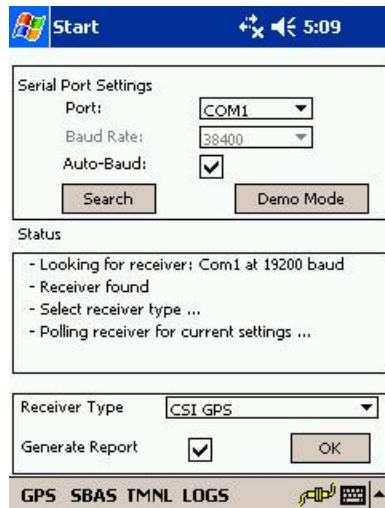 Start 5:09
Serial Port Settings
Port: COM1
Baud Rate: 38400
Auto-Baud:
Search Demo Mode
Status
- Looking for receiver: Com1 at 19200 baud
- Receiver found
- Select receiver type ...
- Polling receiver for current settings ...
Receiver Type CSI GPS
Generate Report OK
GPS SBAS TMNL LOGS